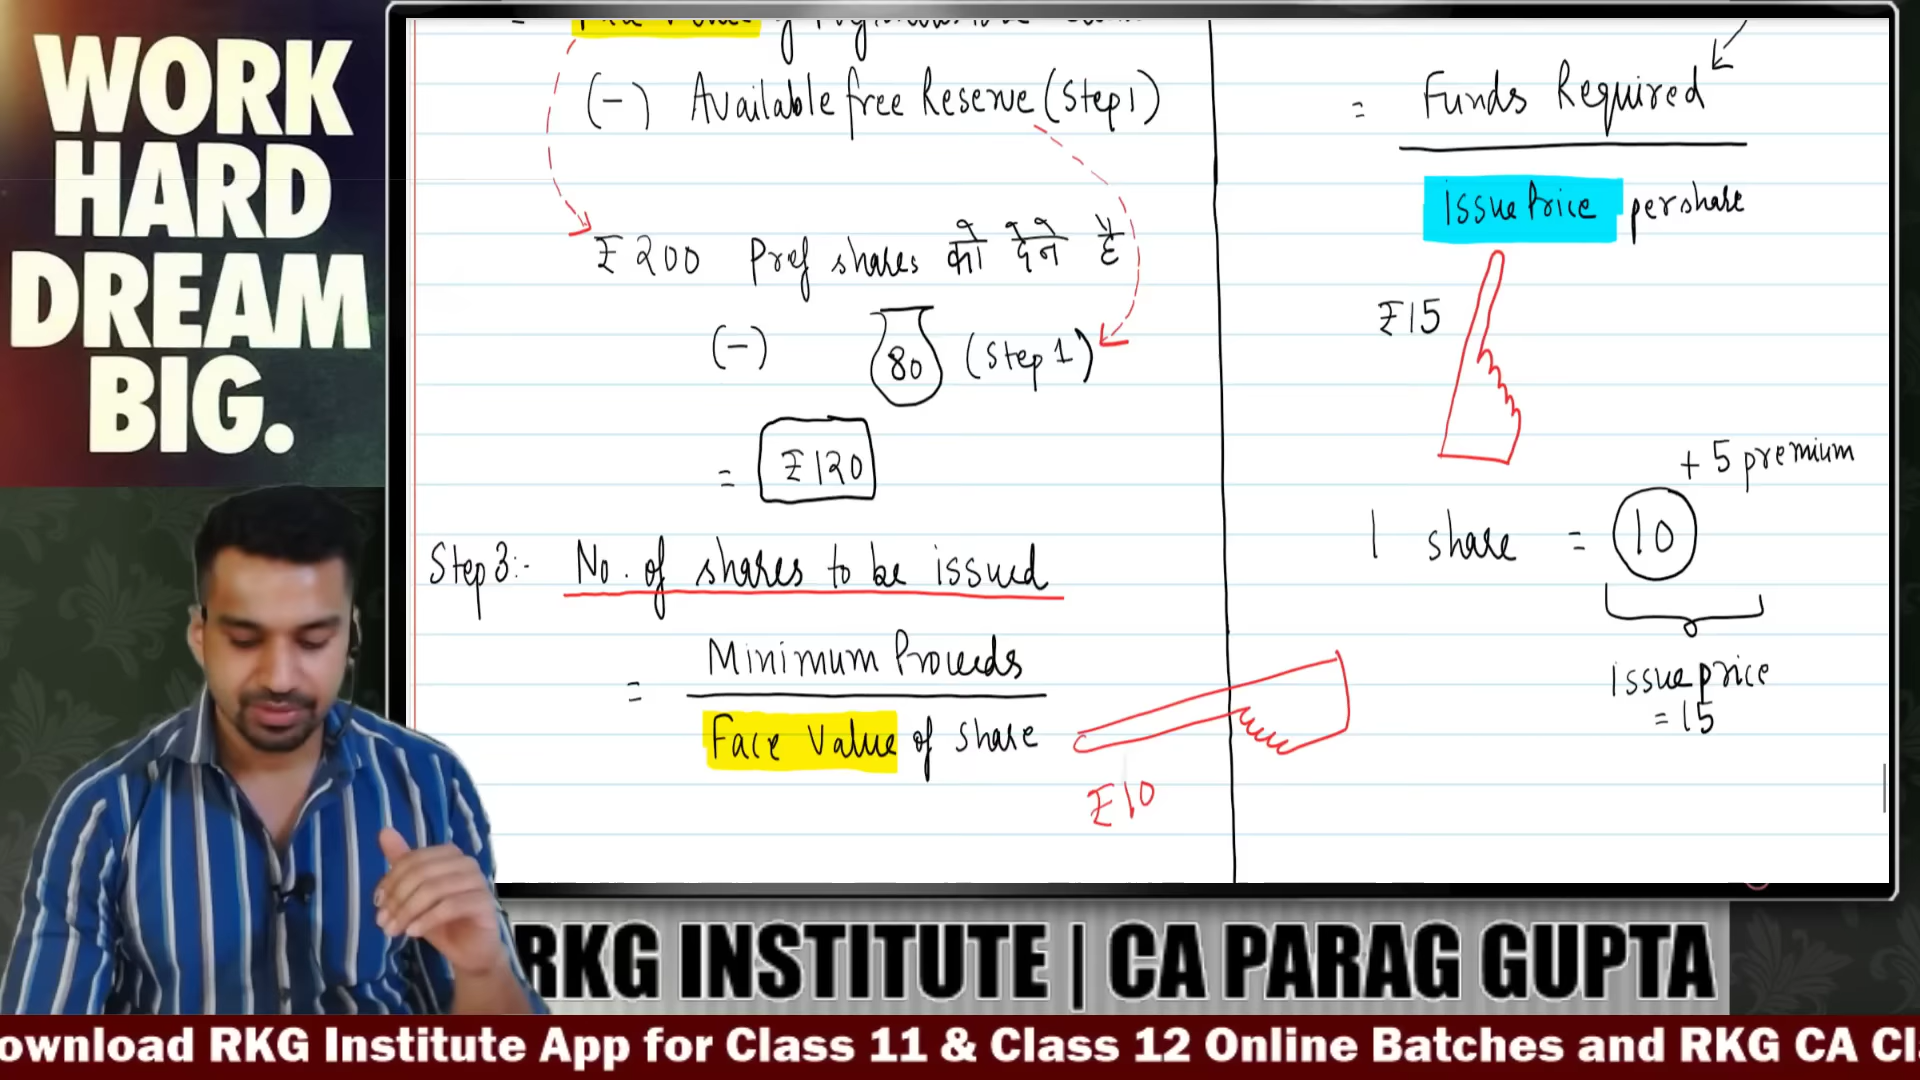 WORK
HARD
DREAM
BIG.
(-) Available free Reserve (Step 1)
₹ 200 Pref shares को देने है
(-) 80 (Step 1)
= ₹120
Step 3:- No. of shares to be issued
= Minimum Proceeds
Face Value of share
₹10
= Funds Required
issue Price per share
₹15
+ 5 premium
1 share = 10
issue price
= 15
RKG INSTITUTE | CA PARAG GUPTA
ownload RKG Institute App for Class 11 & Class 12 Online Batches and RKG CA Cl